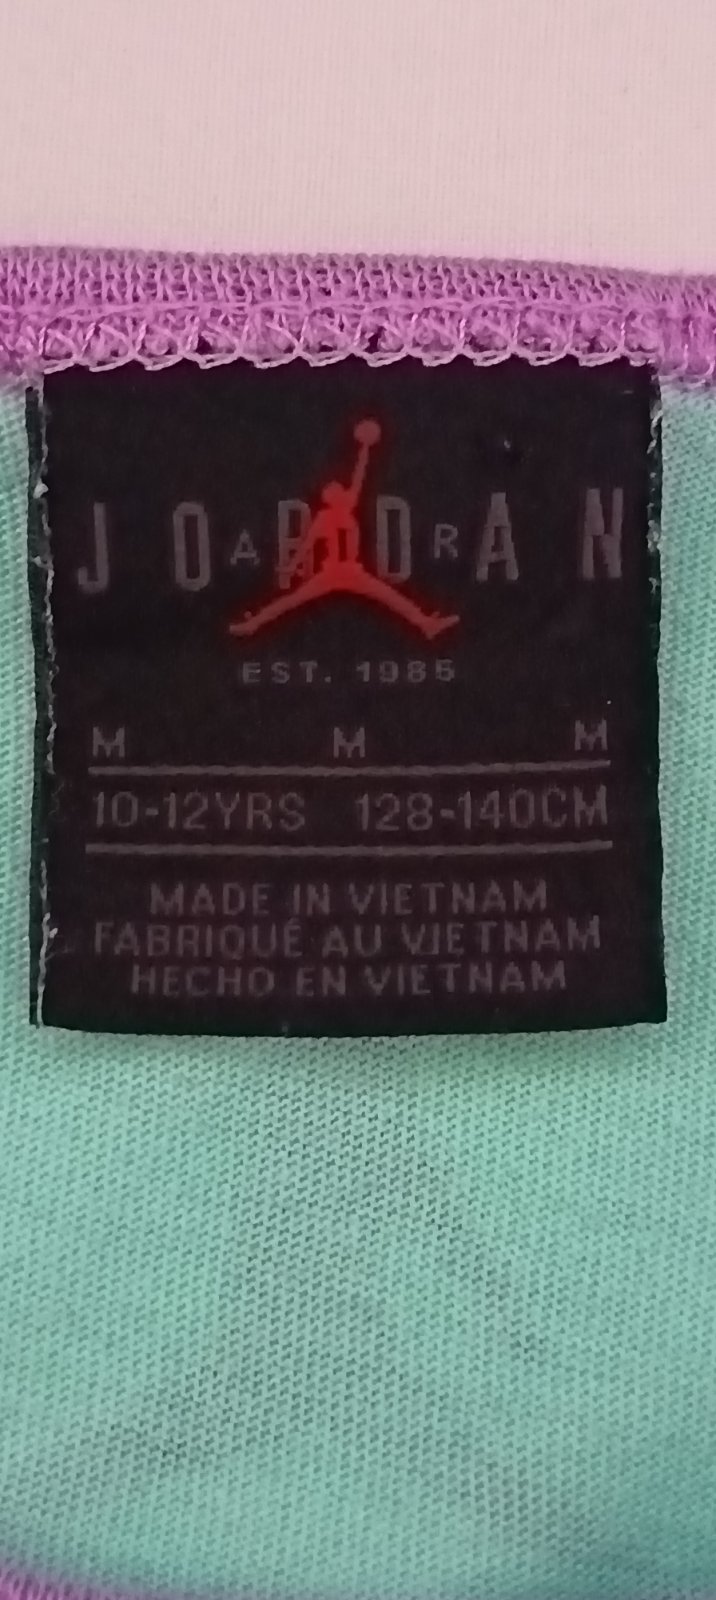 JORDAN
AIR
EST. 1985
M M M
10-12YRS 128-140CM
MADE IN VIETNAM
FABRIQUÉ AU VIETNAM
HECHO EN VIETNAM